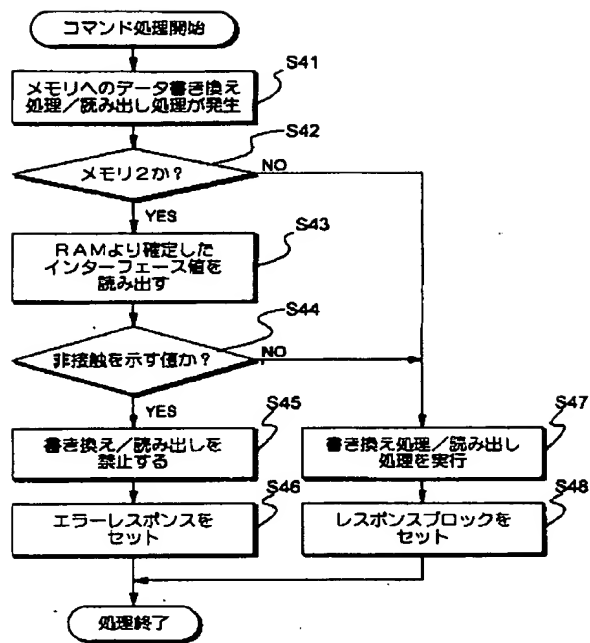 コマンド処理開始
S41
メモリへのデータ書き換え
処理／読み出し処理が発生
S42
メモリ２か？
NO
YES
S43
ＲＡＭより確定した
インターフェース値を
読み出す
S44
非接触を示す値か？
NO
YES
S45
書き換え／読み出しを
禁止する
S47
書き換え処理／読み出し
処理を実行
S46
エラーレスポンスを
セット
S48
レスポンスブロックを
セット
処理終了